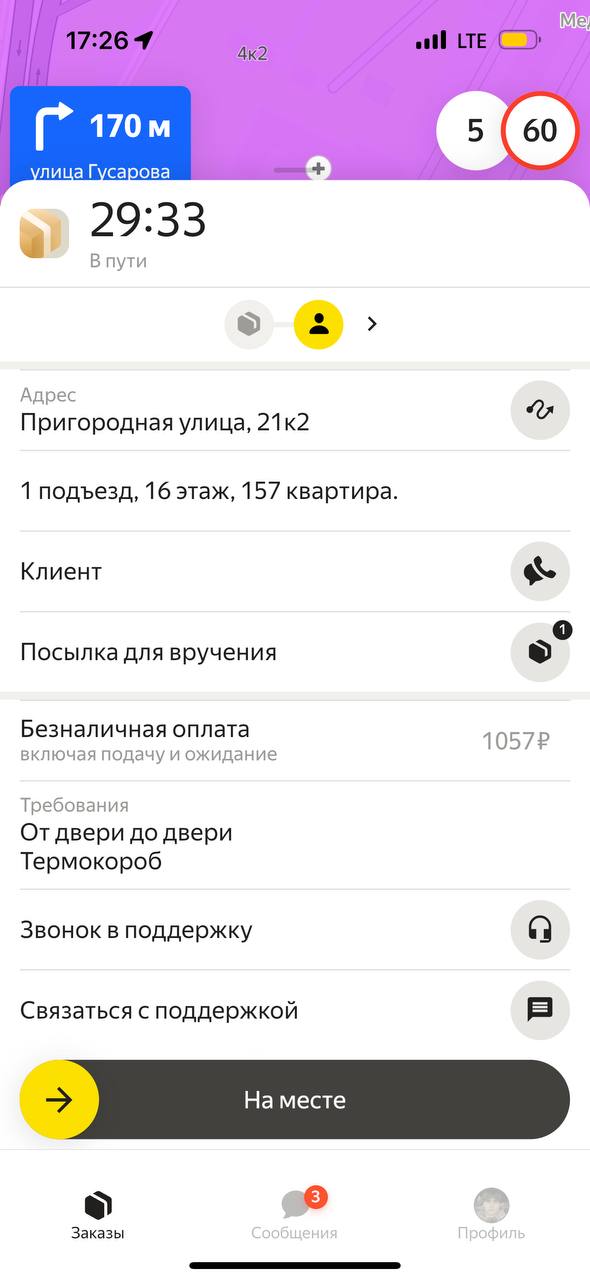 17:26
LTE
4к2
170 м
улица Гусарова
5
60
29:33
В пути
Адрес
Пригородная улица, 21к2
1 подъезд, 16 этаж, 157 квартира.
Клиент
Посылка для вручения
1
Безналичная оплата
включая подачу и ожидание
1057₽
Требования
От двери до двери
Термокороб
Звонок в поддержку
Связаться с поддержкой
На месте
3
Заказы
Сообщения
Профиль